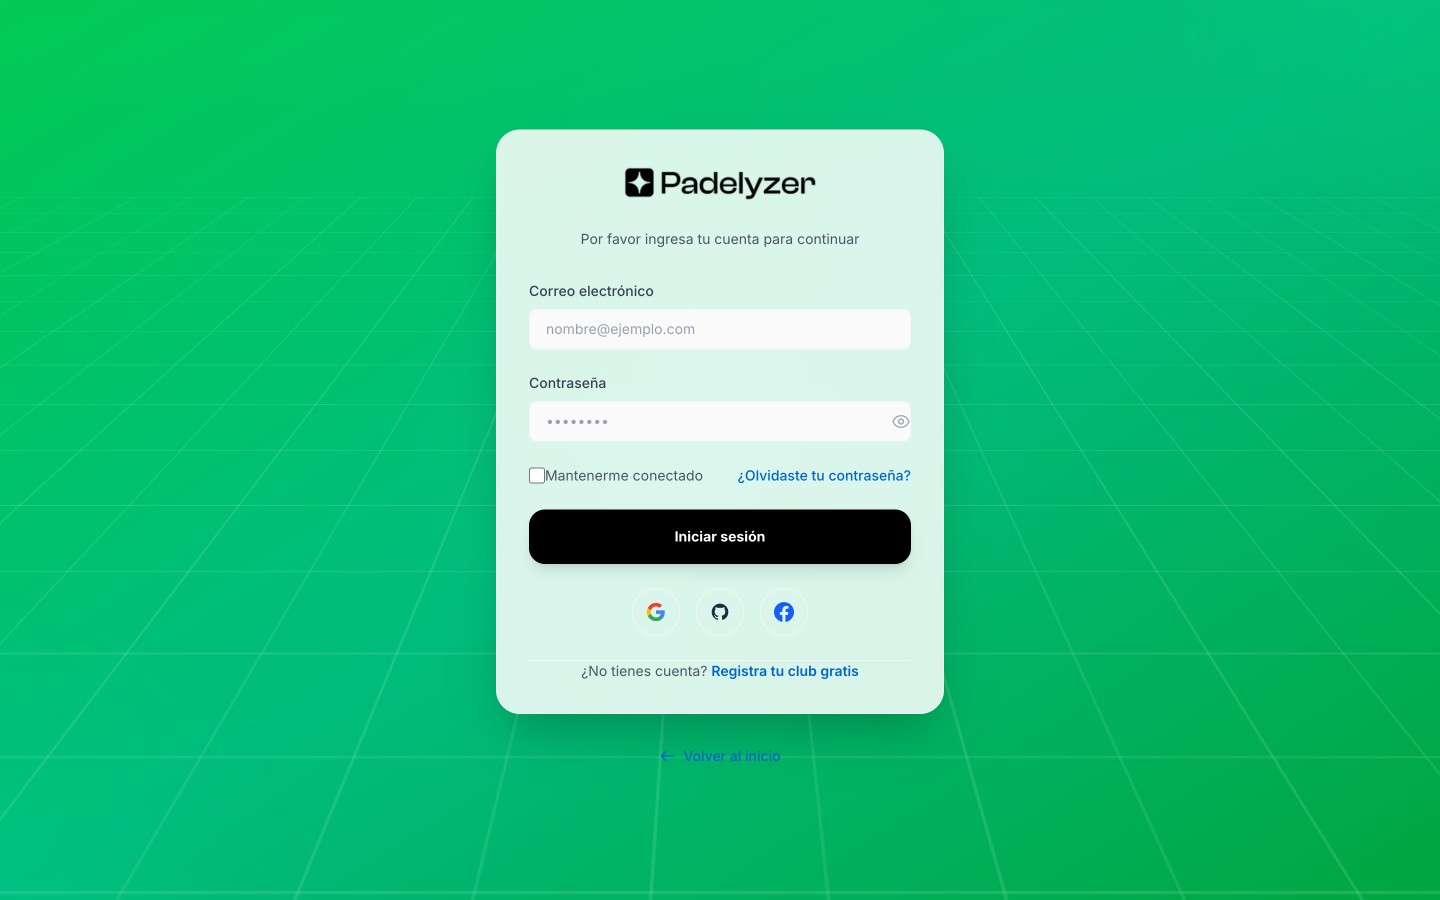 Padelyzer
Por favor ingresa tu cuenta para continuar
Correo electrónico
nombre@ejemplo.com
Contraseña
••••••••
Mantenerme conectado
¿Olvidaste tu contraseña?
Iniciar sesión
¿No tienes cuenta? Registra tu club gratis
← Volver al inicio